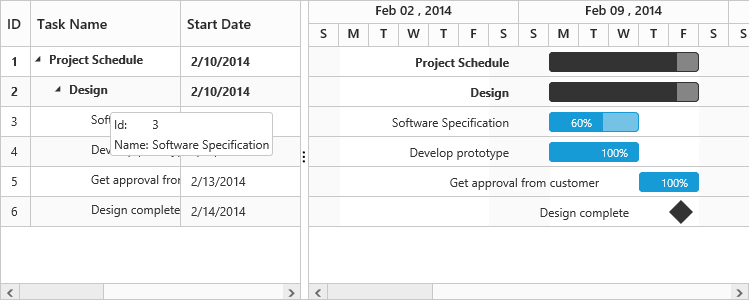 ID Task Name Start Date Feb 02 , 2014 Feb 09 , 2014
S M T W T F S S M T W T F S
1 Project Schedule 2/10/2014 Project Schedule
2 Design 2/10/2014 Design
3 Software Specification 60%
Id: 3
Name: Software Specification
4 Develop prototype 100%
5 Get approval from 2/13/2014 Get approval from customer 100%
6 Design complete 2/14/2014 Design complete